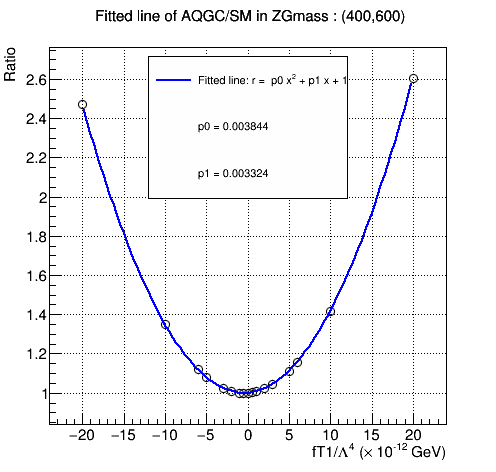 Fitted line of AQGC/SM in ZGmass : (400,600)
Ratio
Fitted line: r = p0 x² + p1 x + 1
p0 = 0.003844
p1 = 0.003324
2.6
2.4
2.2
2
1.8
1.6
1.4
1.2
1
−20 −15 −10 −5 0 5 10 15 20
fT1/Λ⁴ (× 10⁻¹² GeV)